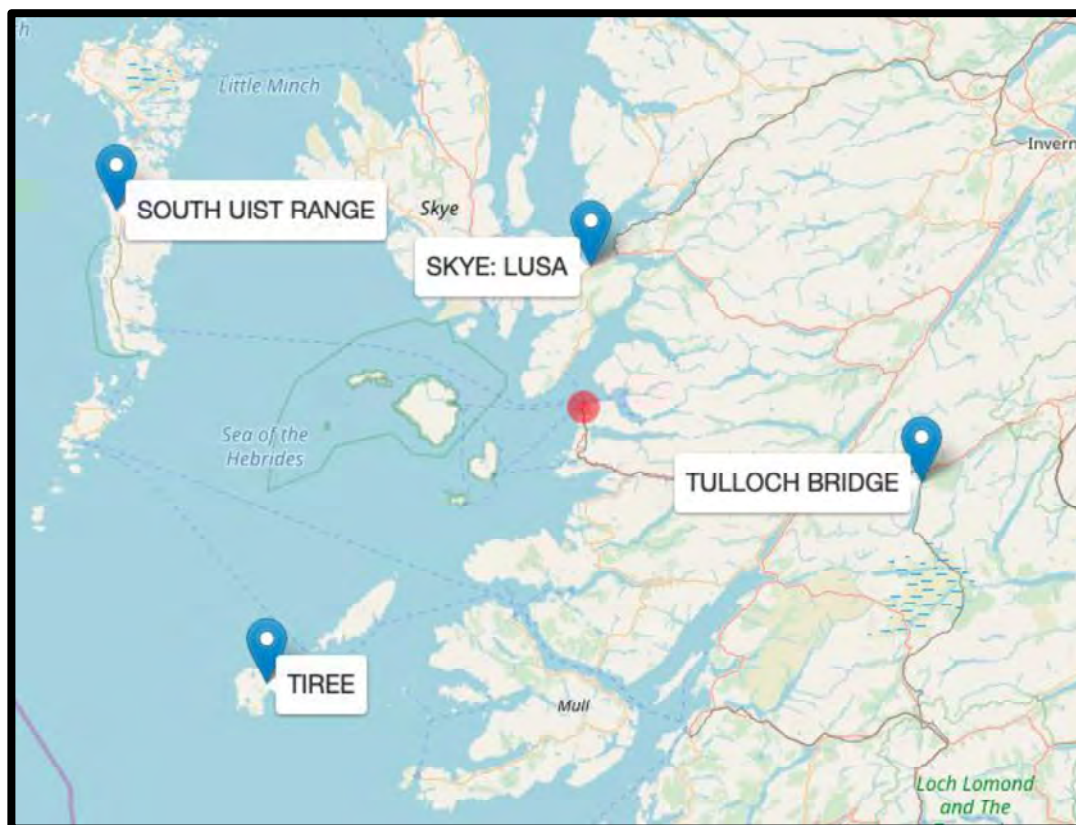 Little Minch
Invern
SOUTH UIST RANGE
Skye
SKYE: LUSA
Sea of the
Hebrides
TULLOCH BRIDGE
TIREE
Mull
Loch Lomond
and The